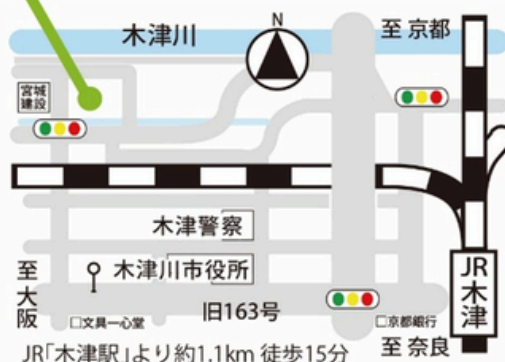 N
木津川
至 京都
宮城
建設
木津警察
木津川市役所
至
大
阪
JR
木
津
旧163号
□文具一心堂
□京都銀行
JR「木津駅」より約1.1km 徒歩15分
至 奈良